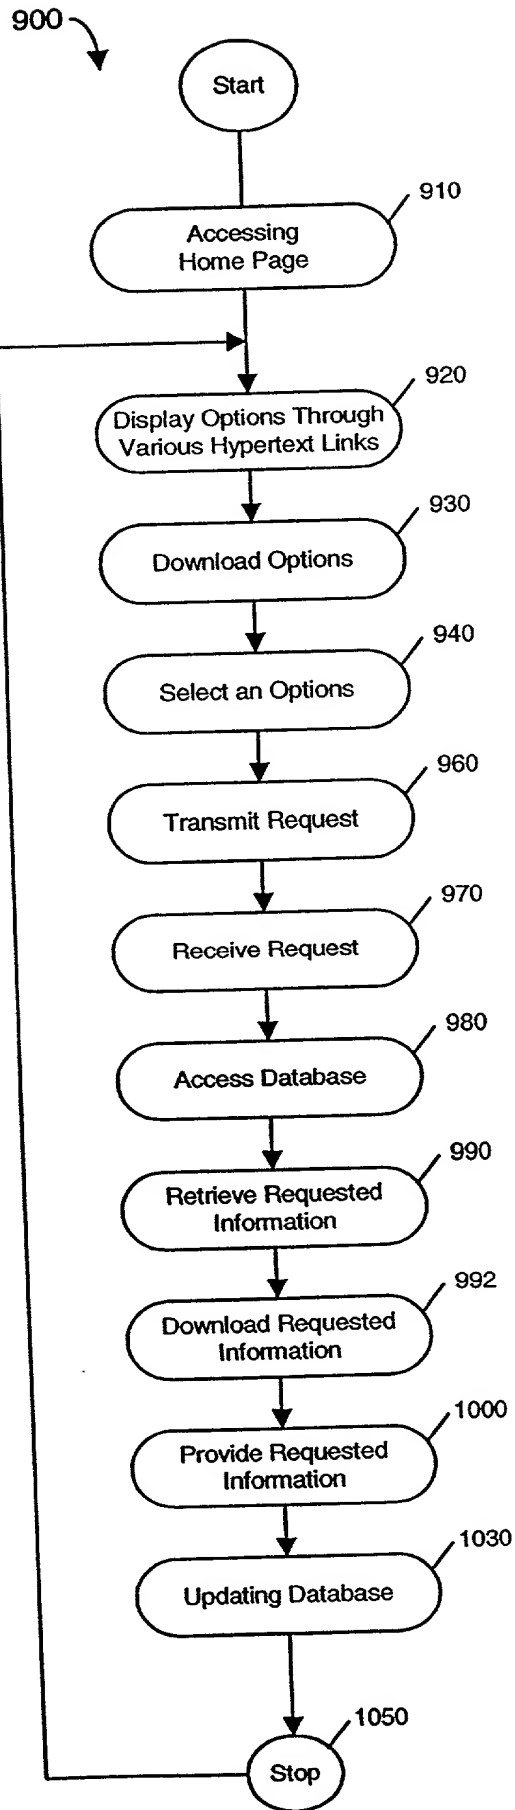 900
Start
910
Accessing
Home Page
920
Display Options Through
Various Hypertext Links
930
Download Options
940
Select an Options
960
Transmit Request
970
Receive Request
980
Access Database
990
Retrieve Requested
Information
992
Download Requested
Information
1000
Provide Requested
Information
1030
Updating Database
1050
Stop